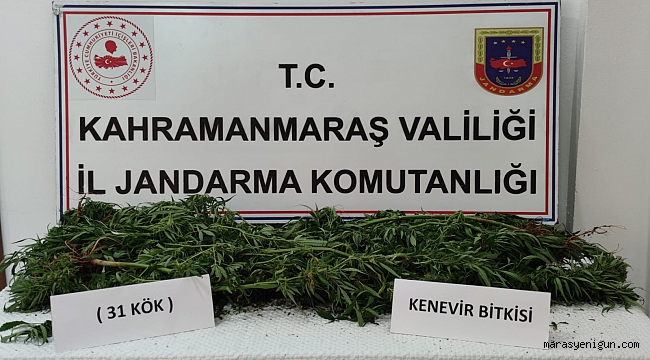 T.C.
KAHRAMANMARAŞ VALİLİĞİ
İL JANDARMA KOMUTANLIĞI
JANDARMA
( 31 KÖK )
KENEVİR BİTKİSİ
marasyenigun.com